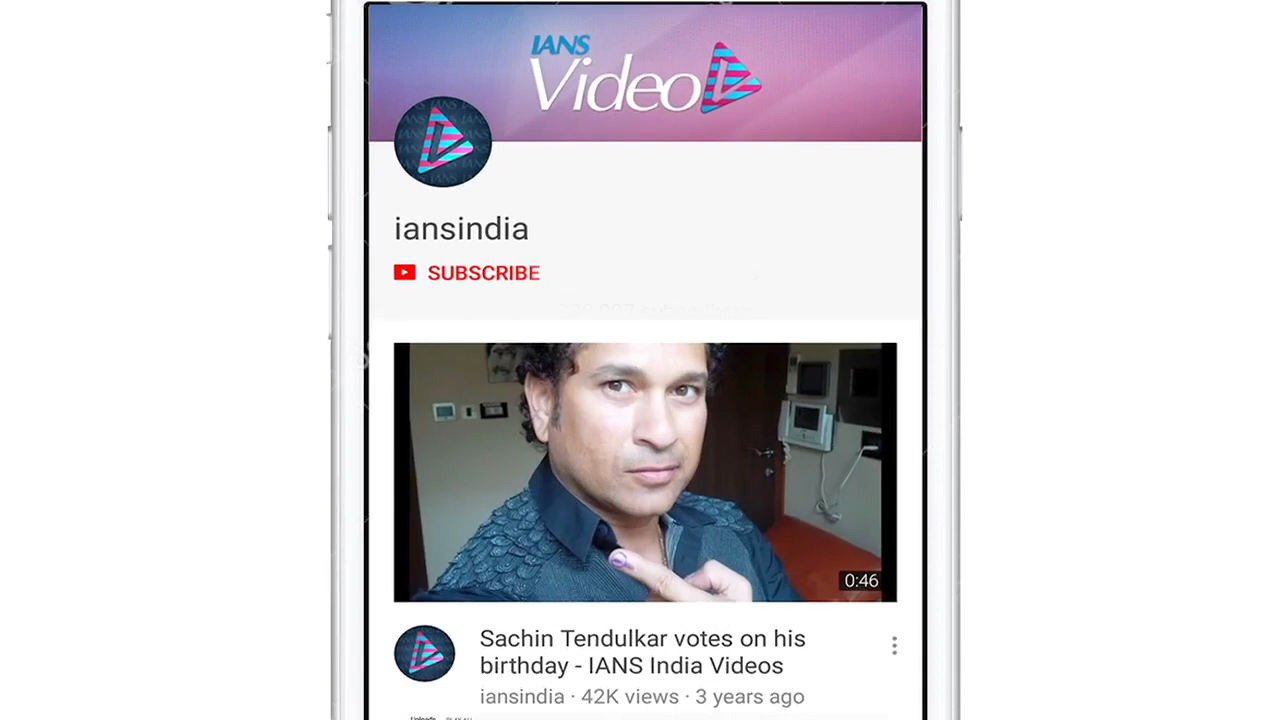 IANS
Video
iansindia
SUBSCRIBE
0:46
Sachin Tendulkar votes on his
birthday - IANS India Videos
iansindia · 42K views · 3 years ago
Uploads